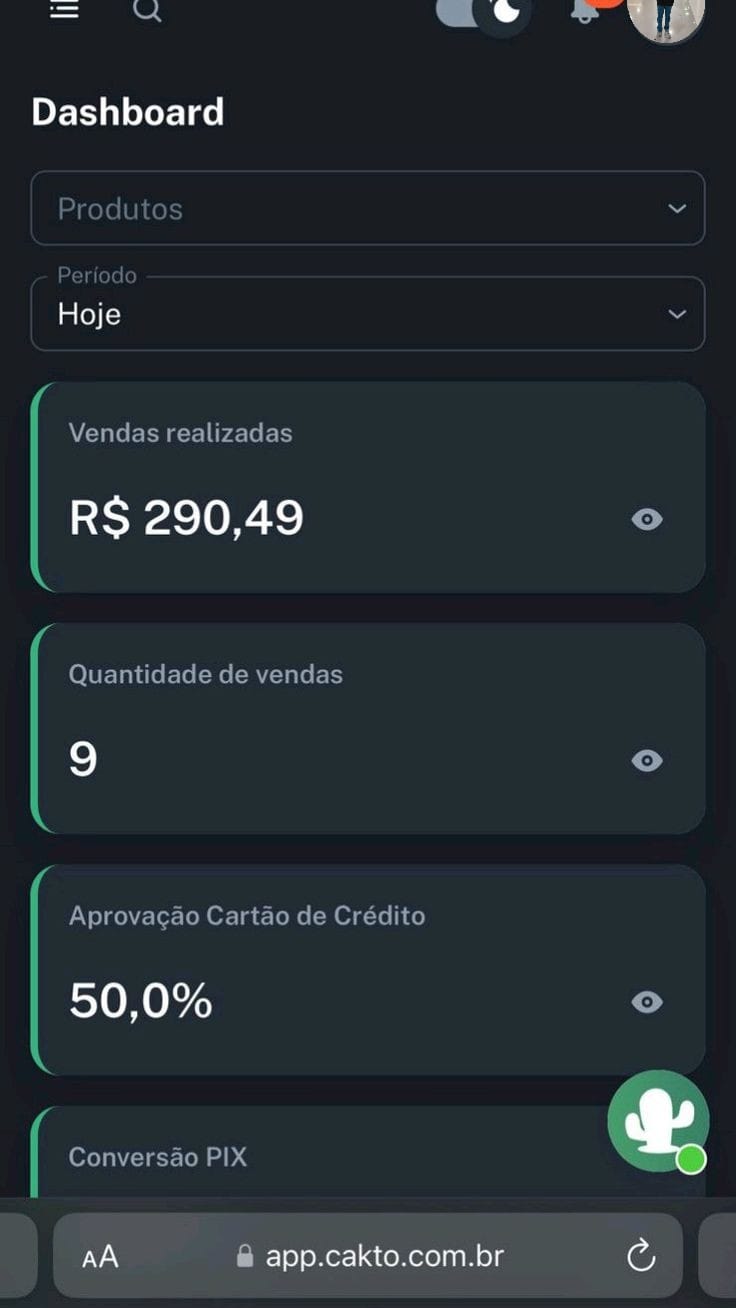 Dashboard
Produtos
Período
Hoje
Vendas realizadas
R$ 290,49
Quantidade de vendas
9
Aprovação Cartão de Crédito
50,0%
Conversão PIX
AA
app.cakto.com.br